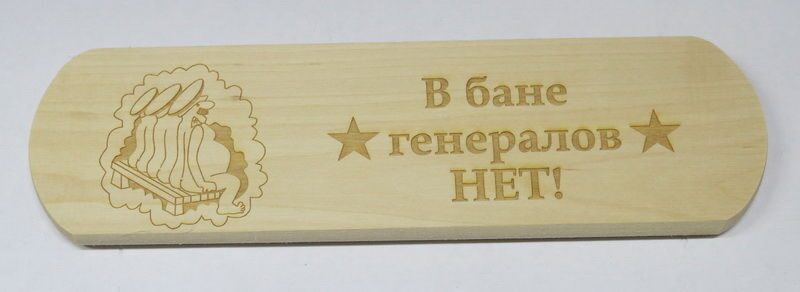 В бане
генералов
НЕТ!